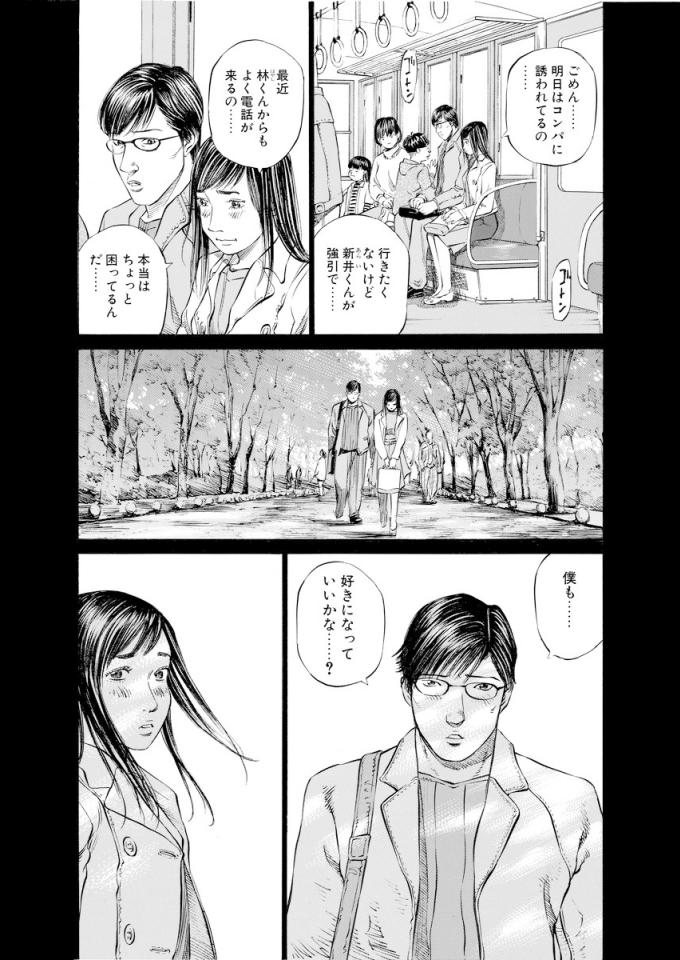 ごめん……
明日はコンパに
誘われてるの
……
ゴトン
行きたく
ないけど
新井くんが
強引で……
ゴトン
最近
林くんからも
よく電話が
来るの……
本当は
ちょっと
困ってるん
だ……
僕も……
好きになって
いいかな……？